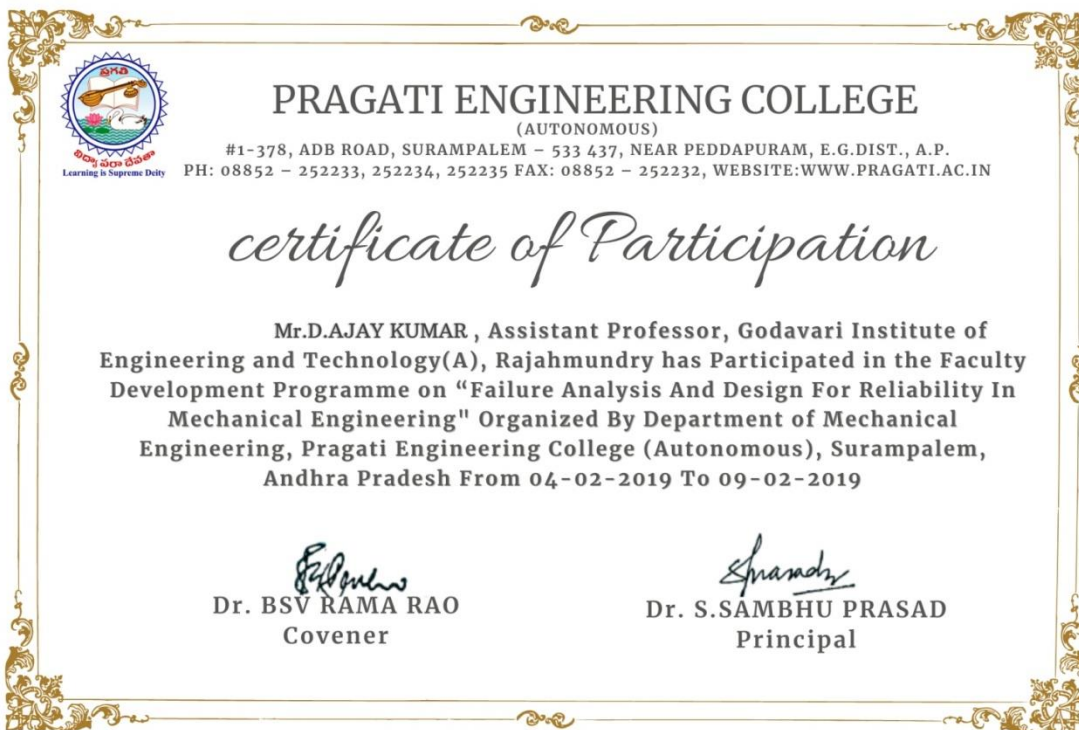 ప్రగతి
విద్యా పరా దేవతా
Learning is Supreme Deity
PRAGATI ENGINEERING COLLEGE
(AUTONOMOUS)
#1-378, ADB ROAD, SURAMPALEM – 533 437, NEAR PEDDAPURAM, E.G.DIST., A.P.
PH: 08852 – 252233, 252234, 252235 FAX: 08852 – 252232, WEBSITE:WWW.PRAGATI.AC.IN
certificate of Participation
Mr.D.AJAY KUMAR , Assistant Professor, Godavari Institute of
Engineering and Technology(A), Rajahmundry has Participated in the Faculty
Development Programme on “Failure Analysis And Design For Reliability In
Mechanical Engineering" Organized By Department of Mechanical
Engineering, Pragati Engineering College (Autonomous), Surampalem,
Andhra Pradesh From 04-02-2019 To 09-02-2019
Dr. BSV RAMA RAO
Covener
Dr. S.SAMBHU PRASAD
Principal